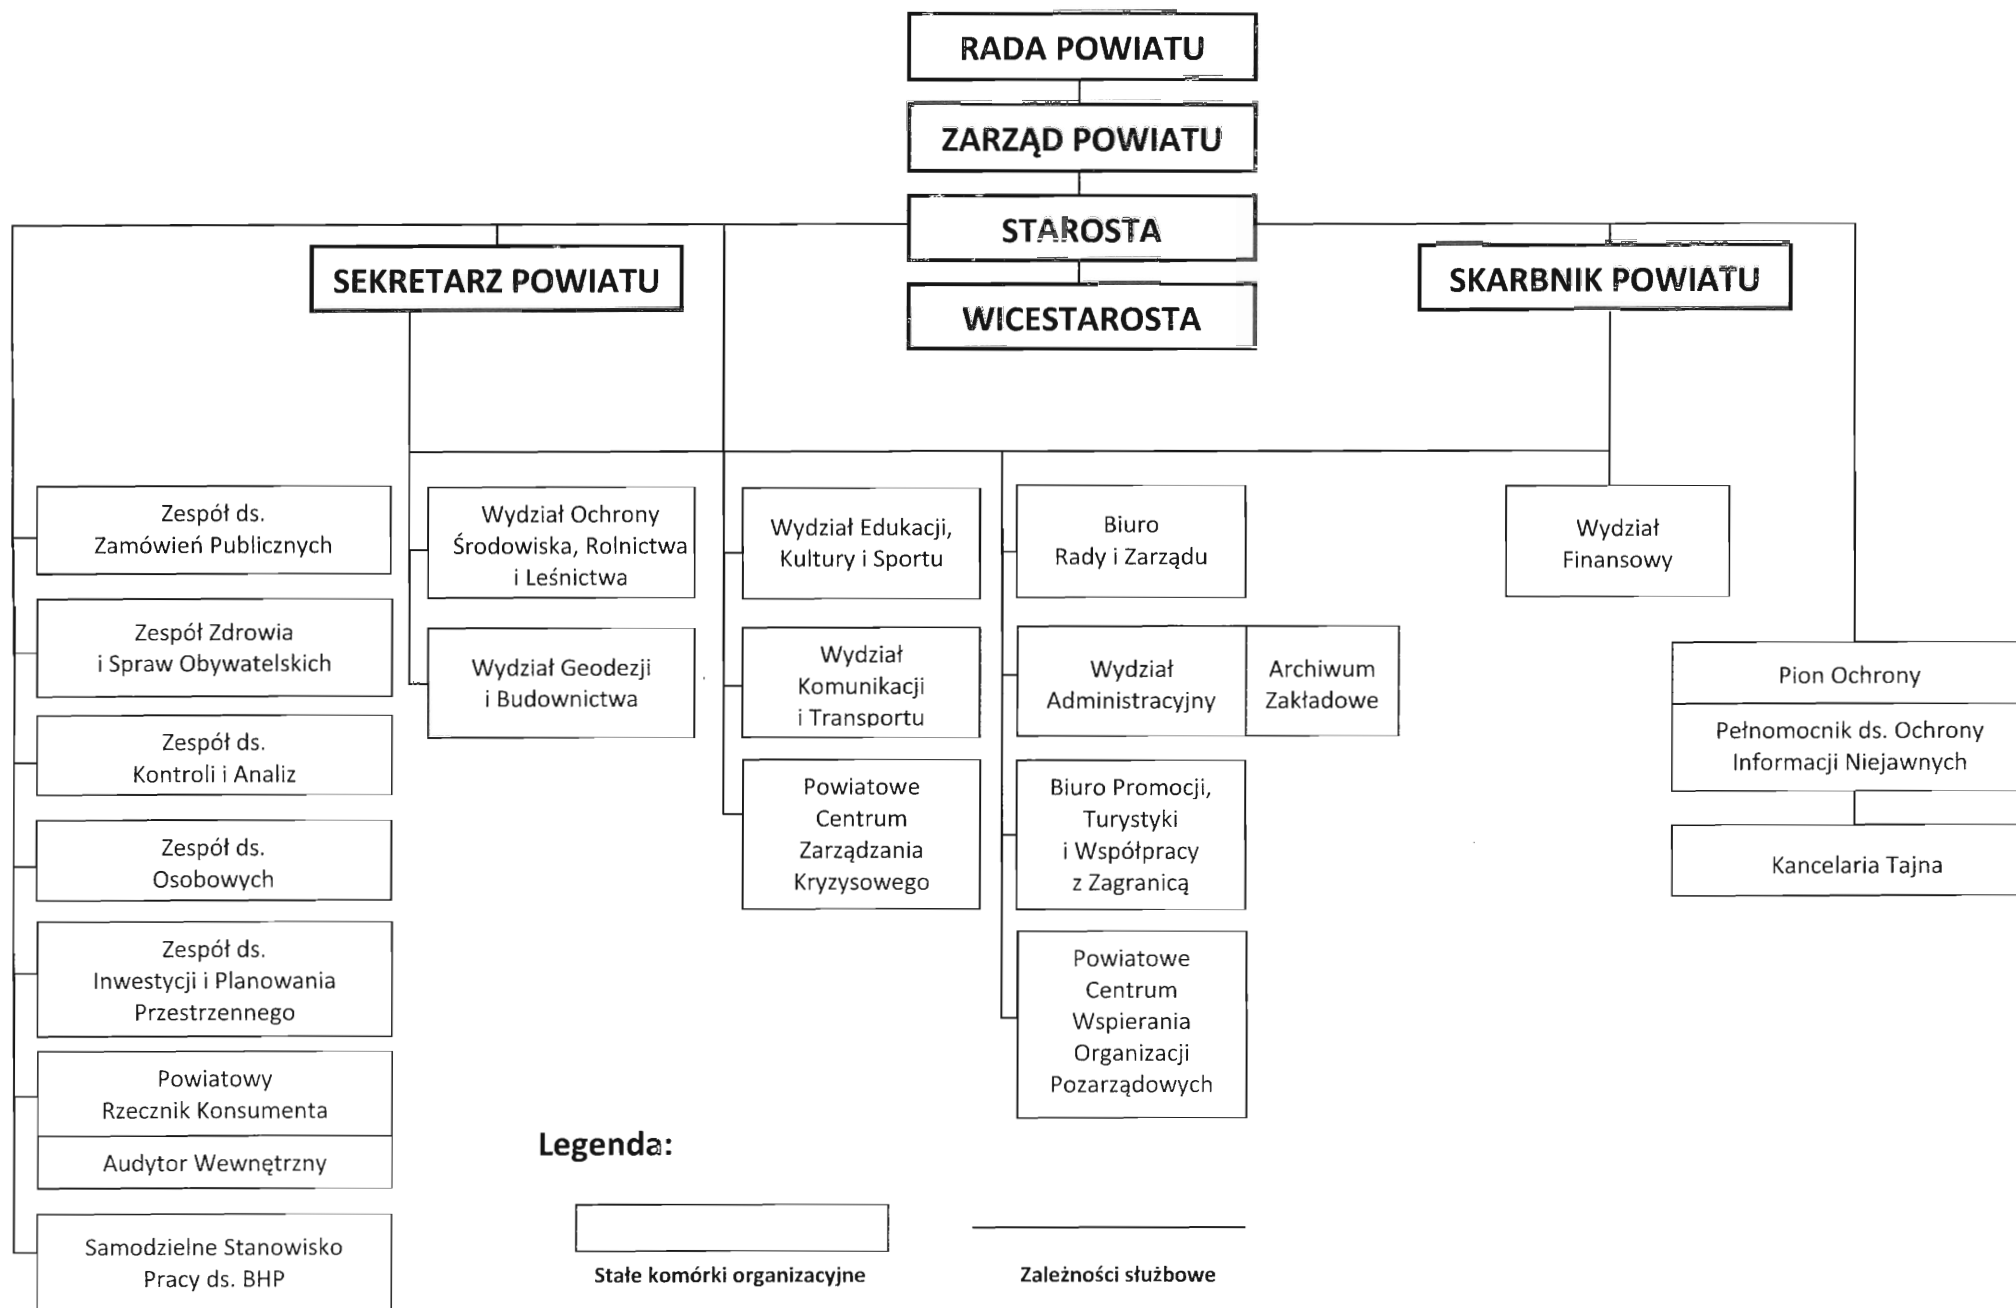 RADA POWIATU
ZARZĄD POWIATU
STAROSTA
SEKRETARZ POWIATU
WICESTAROSTA
SKARBNIK POWIATU
Zespół ds.
Zamówień Publicznych
Zespół Zdrowia
i Spraw Obywatelskich
Zespół ds.
Kontroli i Analiz
Zespół ds.
Osobowych
Zespół ds.
Inwestycji i Planowania
Przestrzennego
Powiatowy
Rzecznik Konsumenta
Audytor Wewnętrzny
Samodzielne Stanowisko
Pracy ds. BHP
Wydział Ochrony
Środowiska, Rolnictwa
i Leśnictwa
Wydział Geodezji
i Budownictwa
Wydział Edukacji,
Kultury i Sportu
Wydział
Komunikacji
i Transportu
Powiatowe
Centrum
Zarządzania
Kryzysowego
Biuro
Rady i Zarządu
Wydział
Administracyjny
Archiwum
Zakładowe
Biuro Promocji,
Turystyki
i Współpracy
z Zagranicą
Powiatowe
Centrum
Wspierania
Organizacji
Pozarządowych
Wydział
Finansowy
Pion Ochrony
Pełnomocnik ds. Ochrony
Informacji Niejawnych
Kancelaria Tajna
Legenda:
Stałe komórki organizacyjne
Zależności służbowe